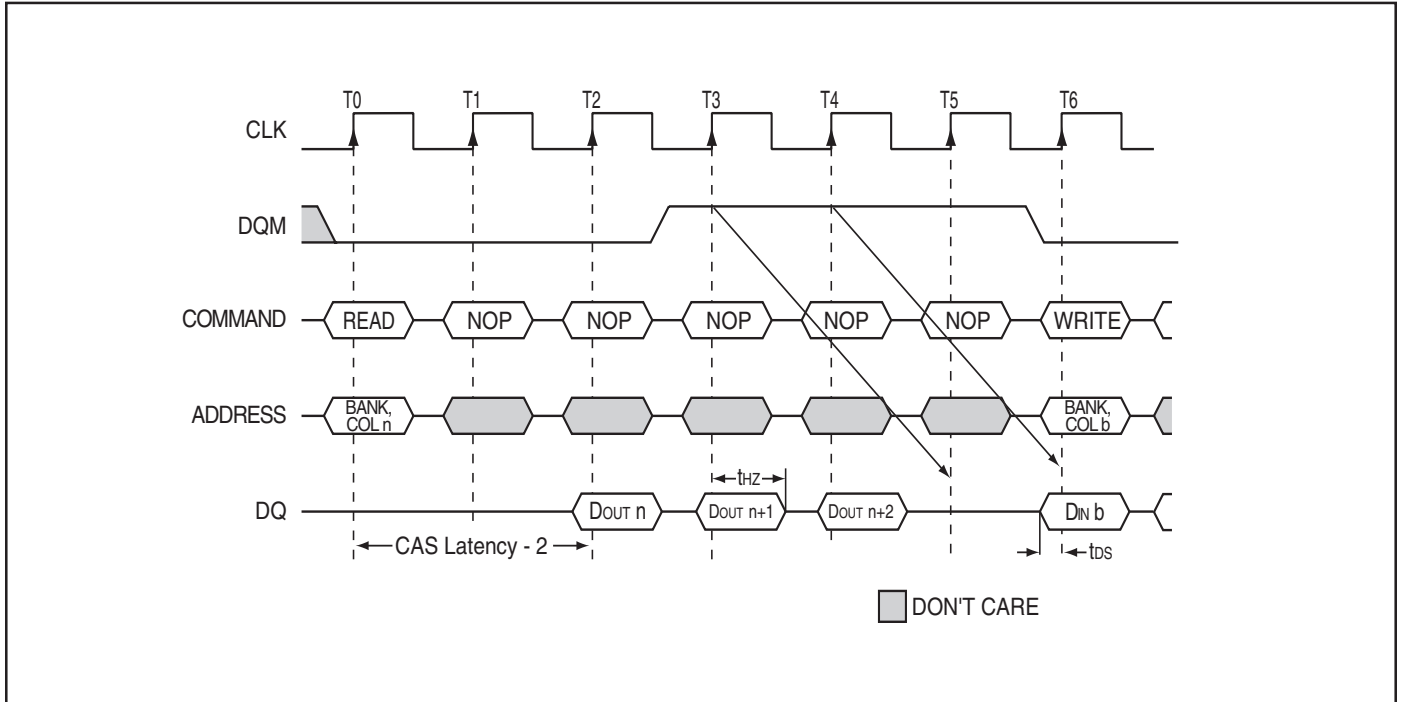 T0 T1 T2 T3 T4 T5 T6
CLK
DQM
COMMAND READ NOP NOP NOP NOP NOP WRITE
ADDRESS BANK, COL n BANK, COL b
tHZ
DQ DOUT n DOUT n+1 DOUT n+2 DIN b
CAS Latency - 2 tDS
DON'T CARE